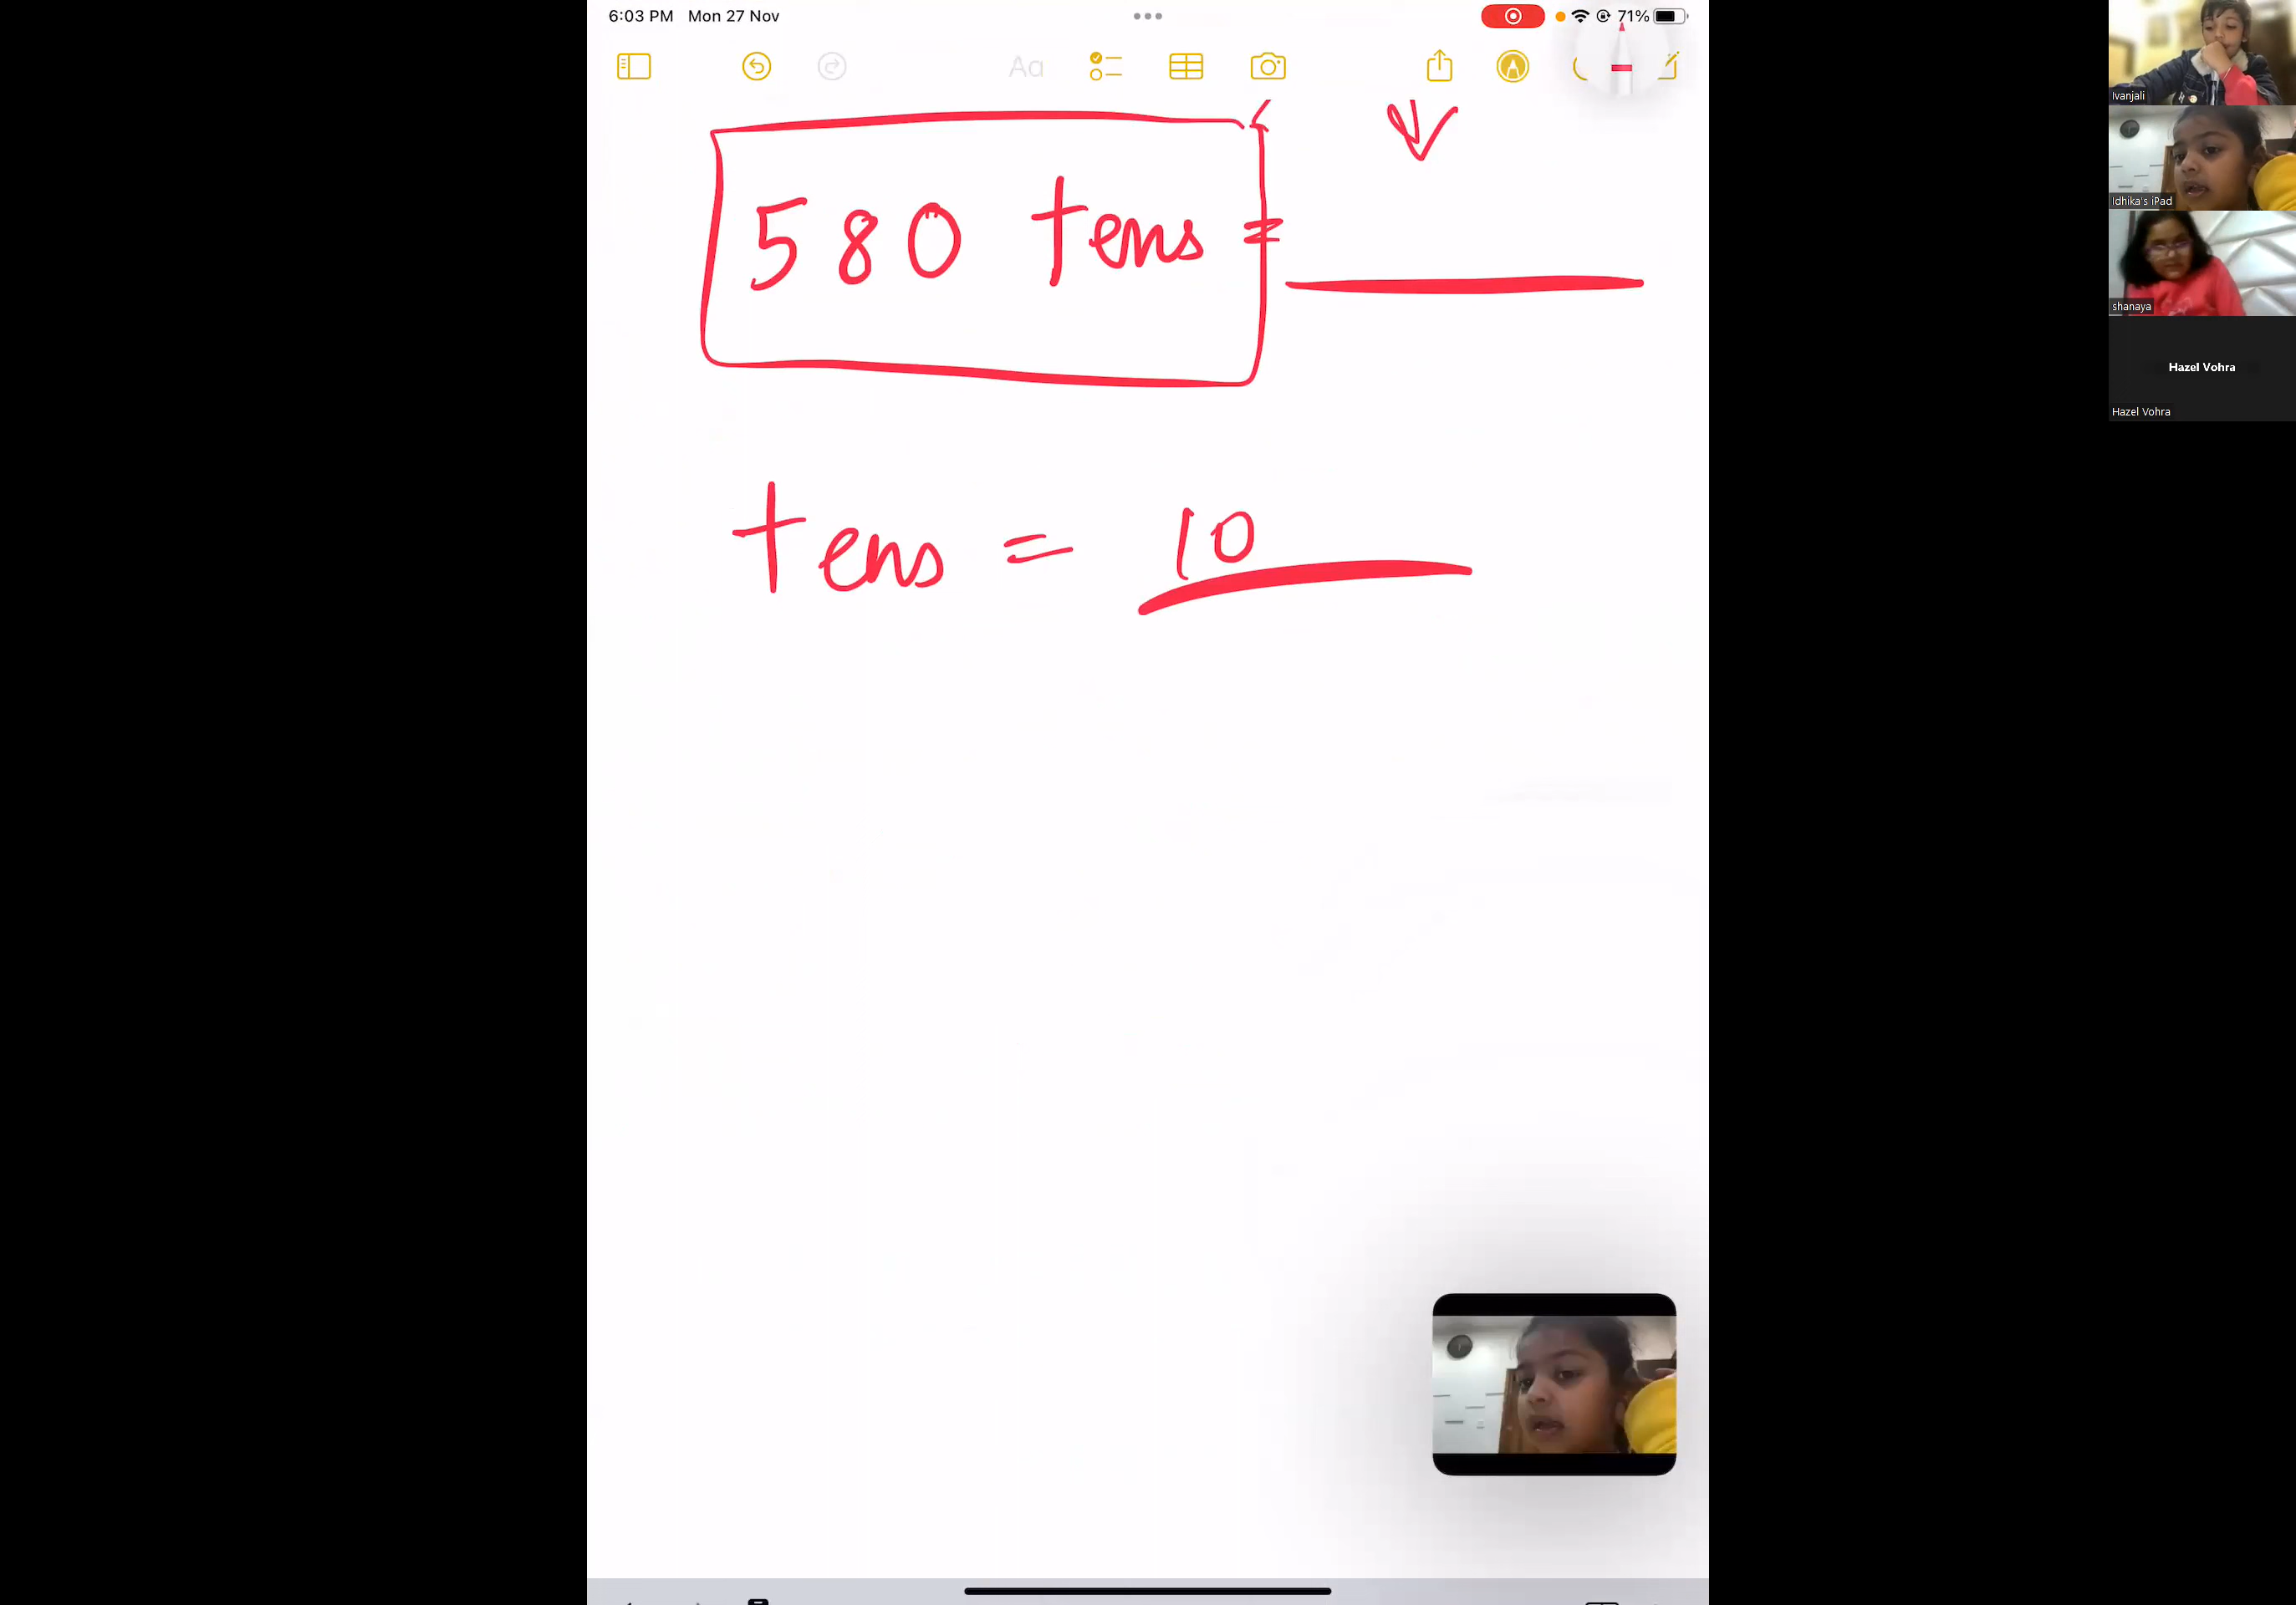 6:03 PM Mon 27 Nov
71%
Aa
580 tens =
tens = 10
Ivanjali
Idhika's iPad
shanaya
Hazel Vohra
Hazel Vohra